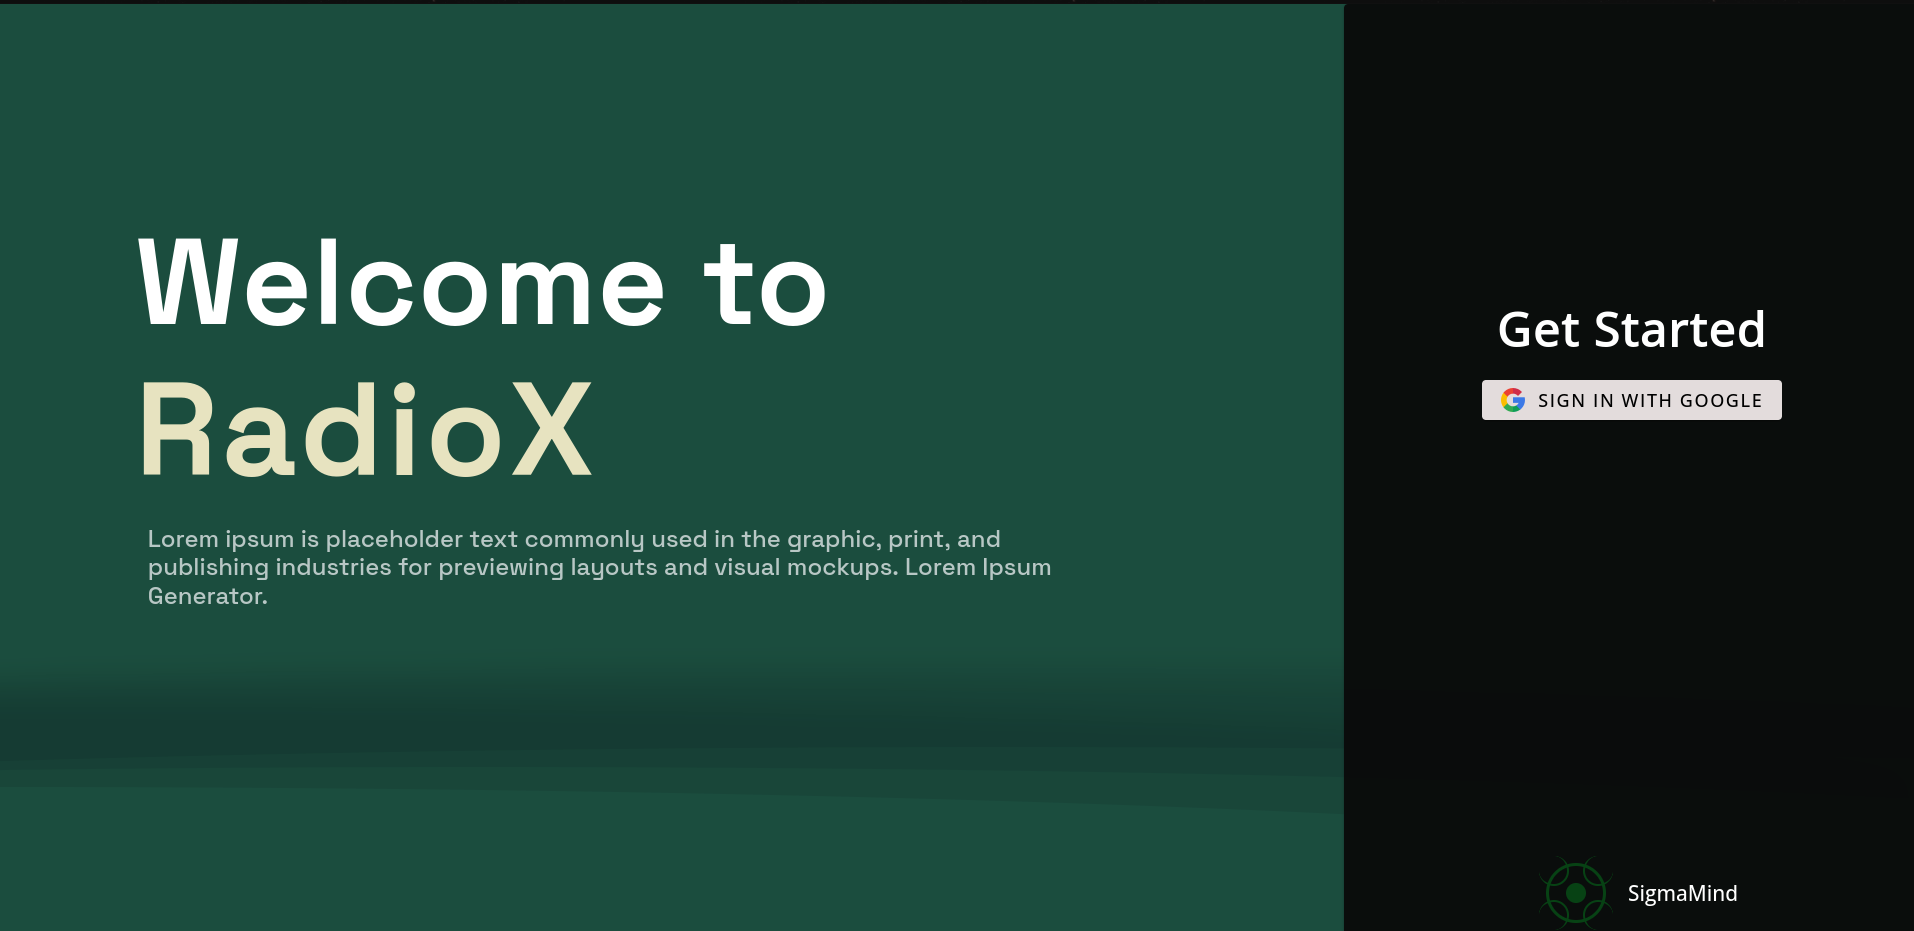 Welcome to
RadioX
Lorem ipsum is placeholder text commonly used in the graphic, print, and
publishing industries for previewing layouts and visual mockups. Lorem Ipsum
Generator.
Get Started
SIGN IN WITH GOOGLE
SigmaMind